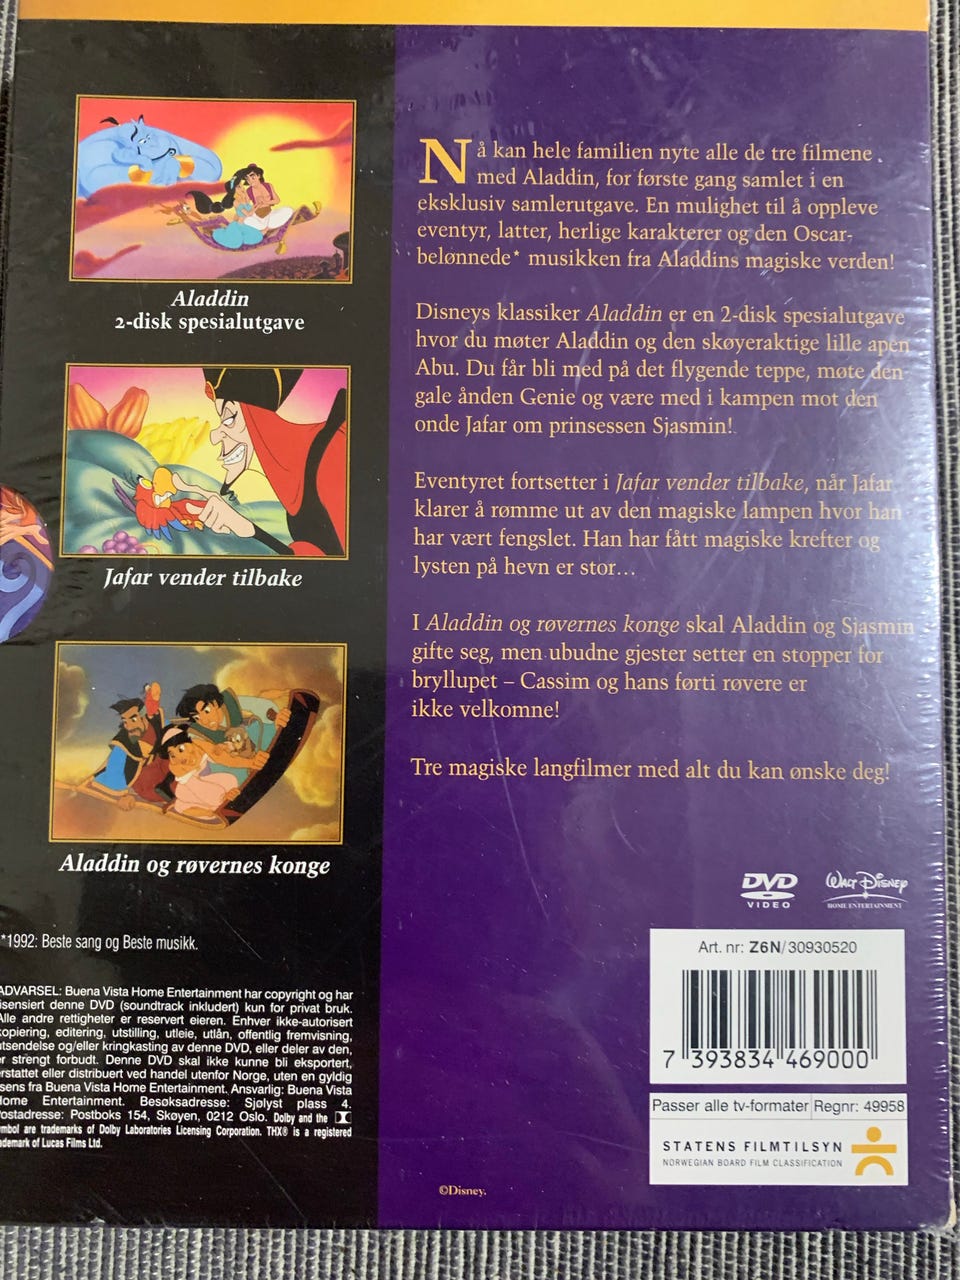 Aladdin
2-disk spesialutgave
Jafar vender tilbake
Aladdin og røvernes konge
*1992: Beste sang og Beste musikk.
ADVARSEL: Buena Vista Home Entertainment har copyright og har
denne DVD (soundtrack inkludert) kun for privat bruk.
Alle andre rettigheter er reservert eieren. Enhver ikke-autorisert
kopiering, editering, utstilling, utleie, utlån, offentlig fremvisning,
utsendelse og/eller kringkasting av denne DVD, eller deler av den,
er strengt forbudt. Denne DVD skal ikke kunne bli eksportert,
erstattet eller distribuert ved handel utenfor Norge, uten en gyldig
lisens fra Buena Vista Home Entertainment. Ansvarlig: Buena Vista
Home Entertainment. Besøksadresse: Sjølyst plass 4.
Postadresse: Postboks 154, Skøyen, 0212 Oslo. Dolby and the
symbol are trademarks of Dolby Laboratories Licensing Corporation. THX® is a registered
trademark of Lucas Films Ltd.
Nå kan hele familien nyte alle de tre filmene
med Aladdin, for første gang samlet i en
eksklusiv samlerutgave. En mulighet til å oppleve
eventyr, latter, herlige karakterer og den Oscar-
belønnede* musikken fra Aladdins magiske verden!
Disneys klassiker Aladdin er en 2-disk spesialutgave
hvor du møter Aladdin og den skøyeraktige lille apen
Abu. Du får bli med på det flygende teppe, møte den
gale ånden Genie og være med i kampen mot den
onde Jafar om prinsessen Sjasmin!
Eventyret fortsetter i Jafar vender tilbake, når Jafar
klarer å rømme ut av den magiske lampen hvor han
har vært fengslet. Han har fått magiske krefter og
lysten på hevn er stor...
I Aladdin og røvernes konge skal Aladdin og Sjasmin
gifte seg, men ubudne gjester setter en stopper for
bryllupet – Cassim og hans førti røvere er
ikke velkomne!
Tre magiske langfilmer med alt du kan ønske deg!
DVD
VIDEO
Walt Disney
HOME ENTERTAINMENT
Art. nr: Z6N/30930520
7 393834 469000
Passer alle tv-formater Regnr: 49958
STATENS FILMTILSYN
NORWEGIAN BOARD FILM CLASSIFICATION
©Disney.